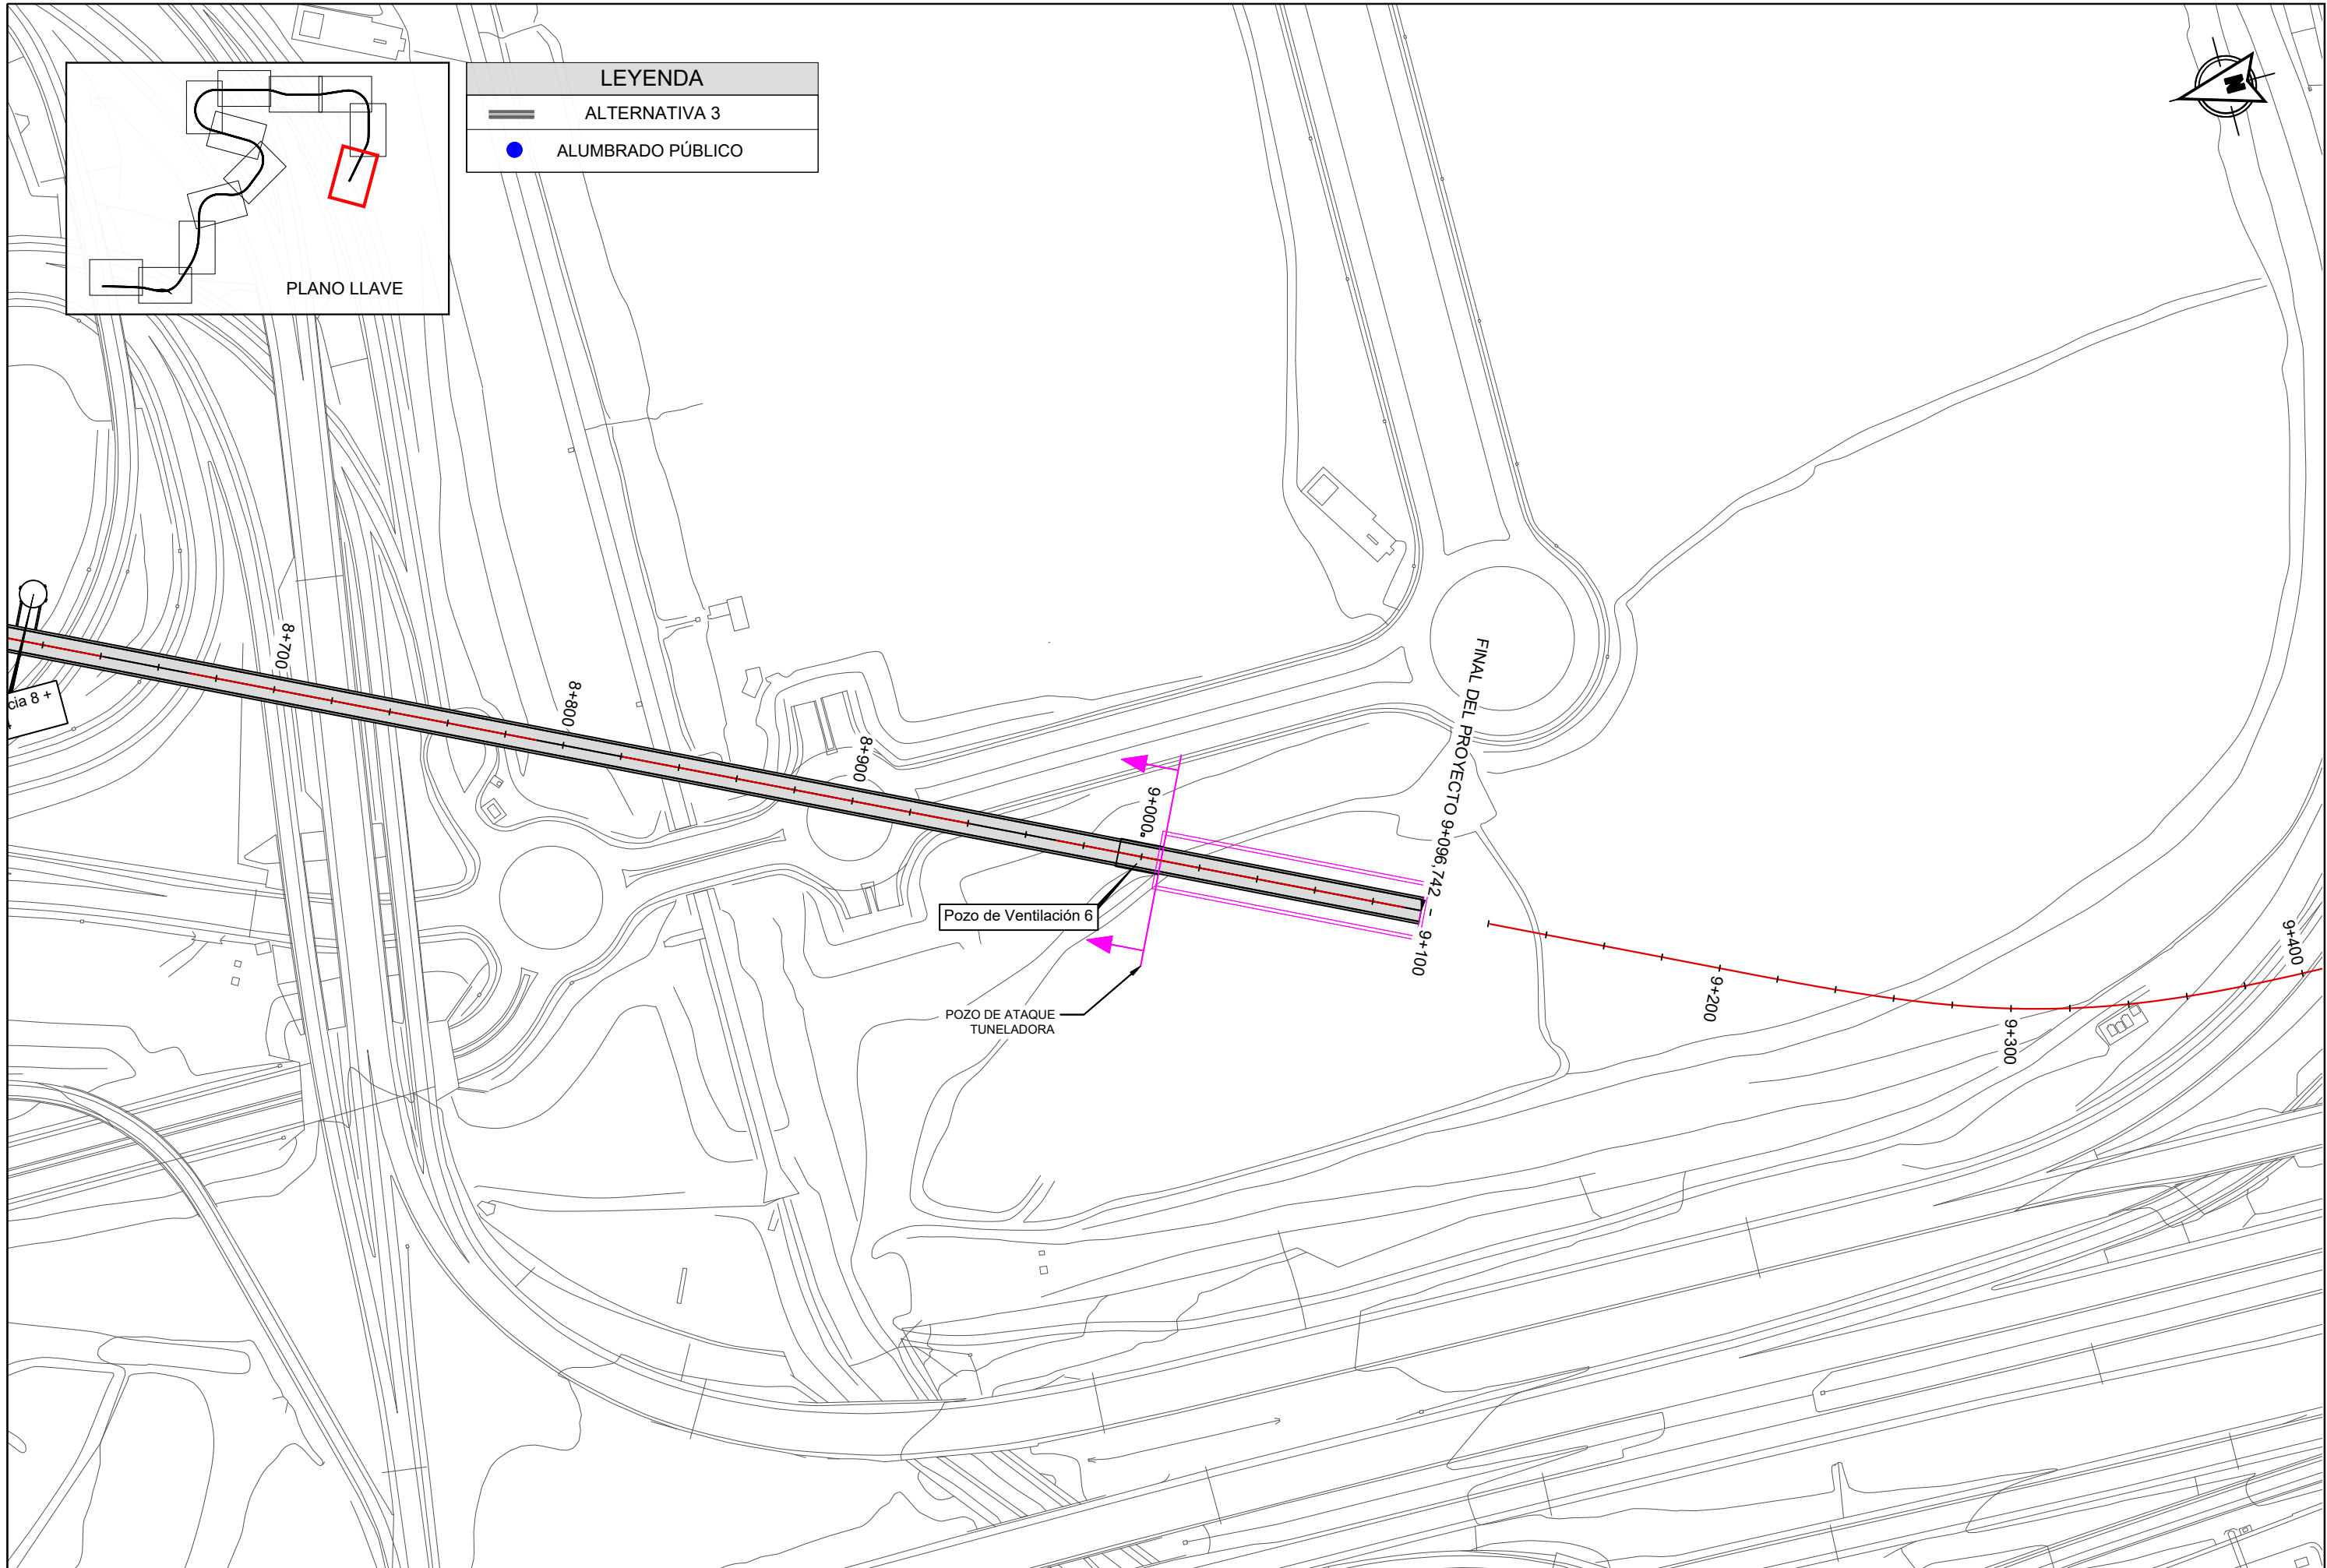 LEYENDA
ALTERNATIVA 3
ALUMBRADO PÚBLICO
PLANO LLAVE
N
8+700
cia 8 +
8+800
8+900
9+000
FINAL DEL PROYECTO 9+096,742
Pozo de Ventilación 6
9+100
9+200
9+300
9+400
POZO DE ATAQUE
TUNELADORA